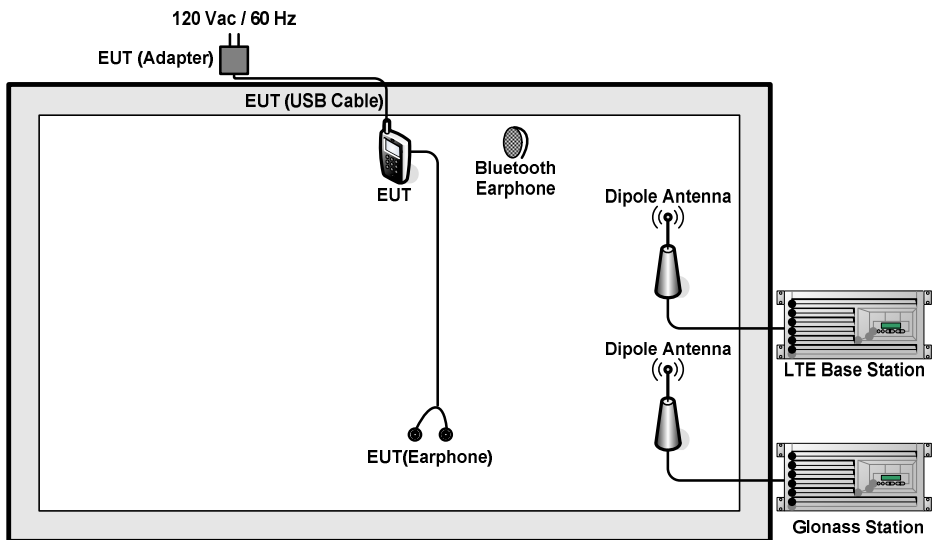 120 Vac / 60 Hz
EUT (Adapter)
EUT (USB Cable)
EUT
Bluetooth
Earphone
Dipole Antenna
LTE Base Station
Dipole Antenna
EUT(Earphone)
Glonass Station